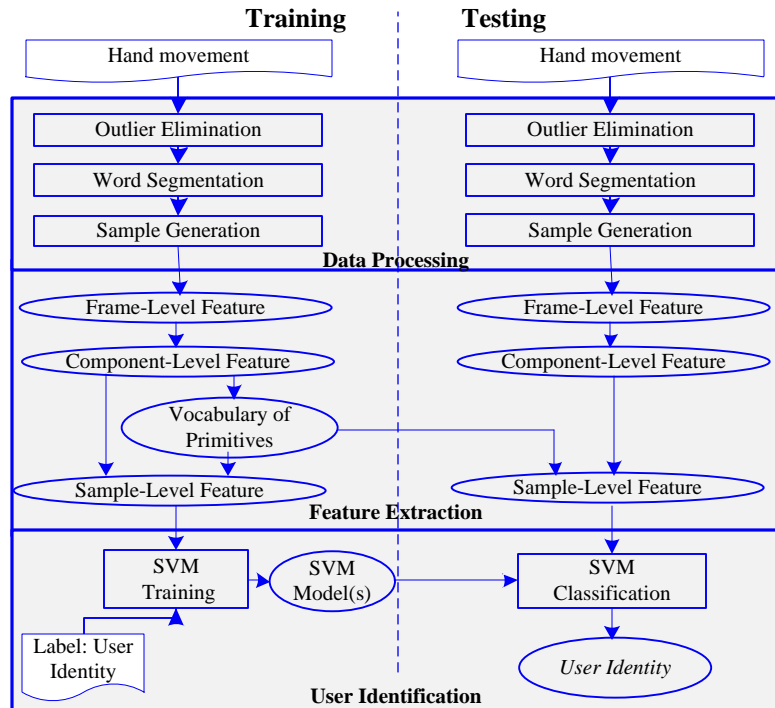 Training
Testing
Hand movement
Hand movement
Outlier Elimination
Outlier Elimination
Word Segmentation
Word Segmentation
Sample Generation
Sample Generation
Data Processing
Frame-Level Feature
Frame-Level Feature
Component-Level Feature
Component-Level Feature
Vocabulary of
Primitives
Sample-Level Feature
Sample-Level Feature
Feature Extraction
SVM
Training
SVM
Model(s)
SVM
Classification
Label: User
Identity
User Identity
User Identification